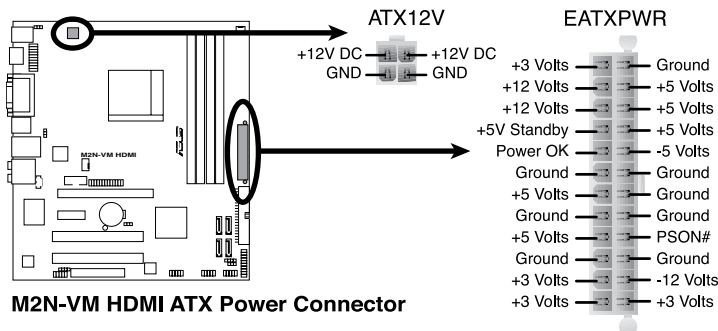 ATX12V
+12V DC +12V DC
GND GND
EATXPWR
+3 Volts Ground
+12 Volts +5 Volts
+12 Volts +5 Volts
+5V Standby +5 Volts
Power OK -5 Volts
Ground Ground
+5 Volts Ground
Ground Ground
+5 Volts PSON#
Ground Ground
+3 Volts -12 Volts
+3 Volts +3 Volts
M2N-VM HDMI
ASUS
M2N-VM HDMI ATX Power Connector